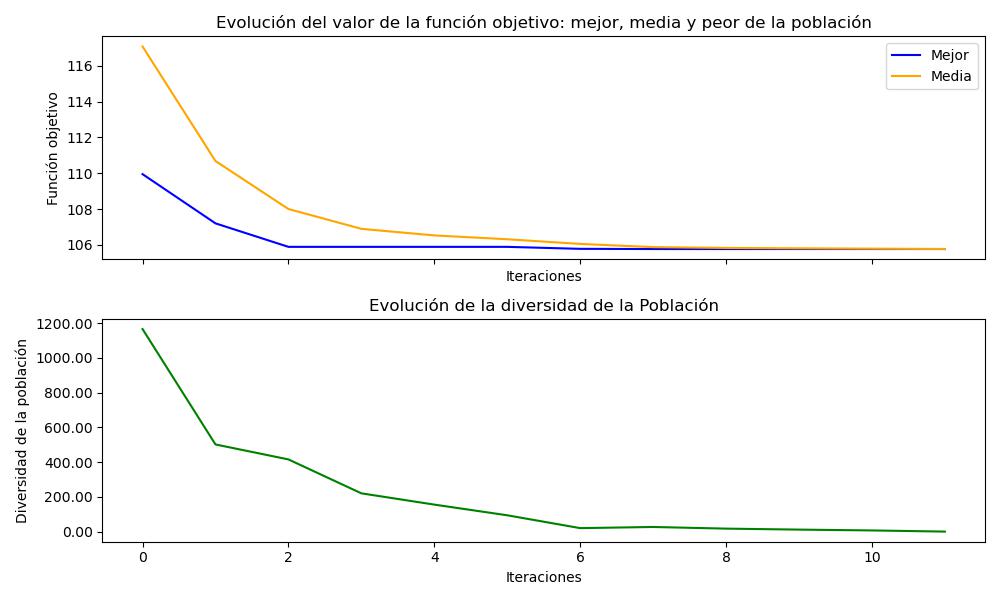 Evolución del valor de la función objetivo: mejor, media y peor de la población
Función objetivo
116
114
112
110
108
106
Mejor
Media
Iteraciones
Evolución de la diversidad de la Población
Diversidad de la población
1200.00
1000.00
800.00
600.00
400.00
200.00
0.00
0 2 4 6 8 10
Iteraciones